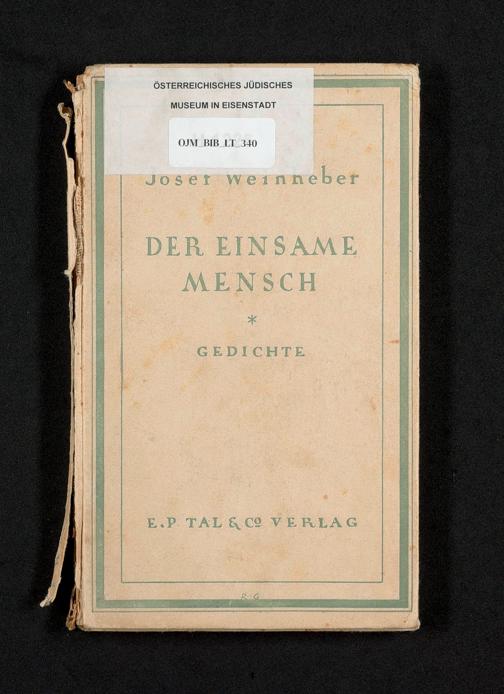 ÖSTERREICHISCHES JÜDISCHES
MUSEUM IN EISENSTADT
OJM_BIB_LT_340
Josef Weinheber
DER EINSAME
MENSCH
*
GEDICHTE
E.P. TAL & Co VERLAG
R G